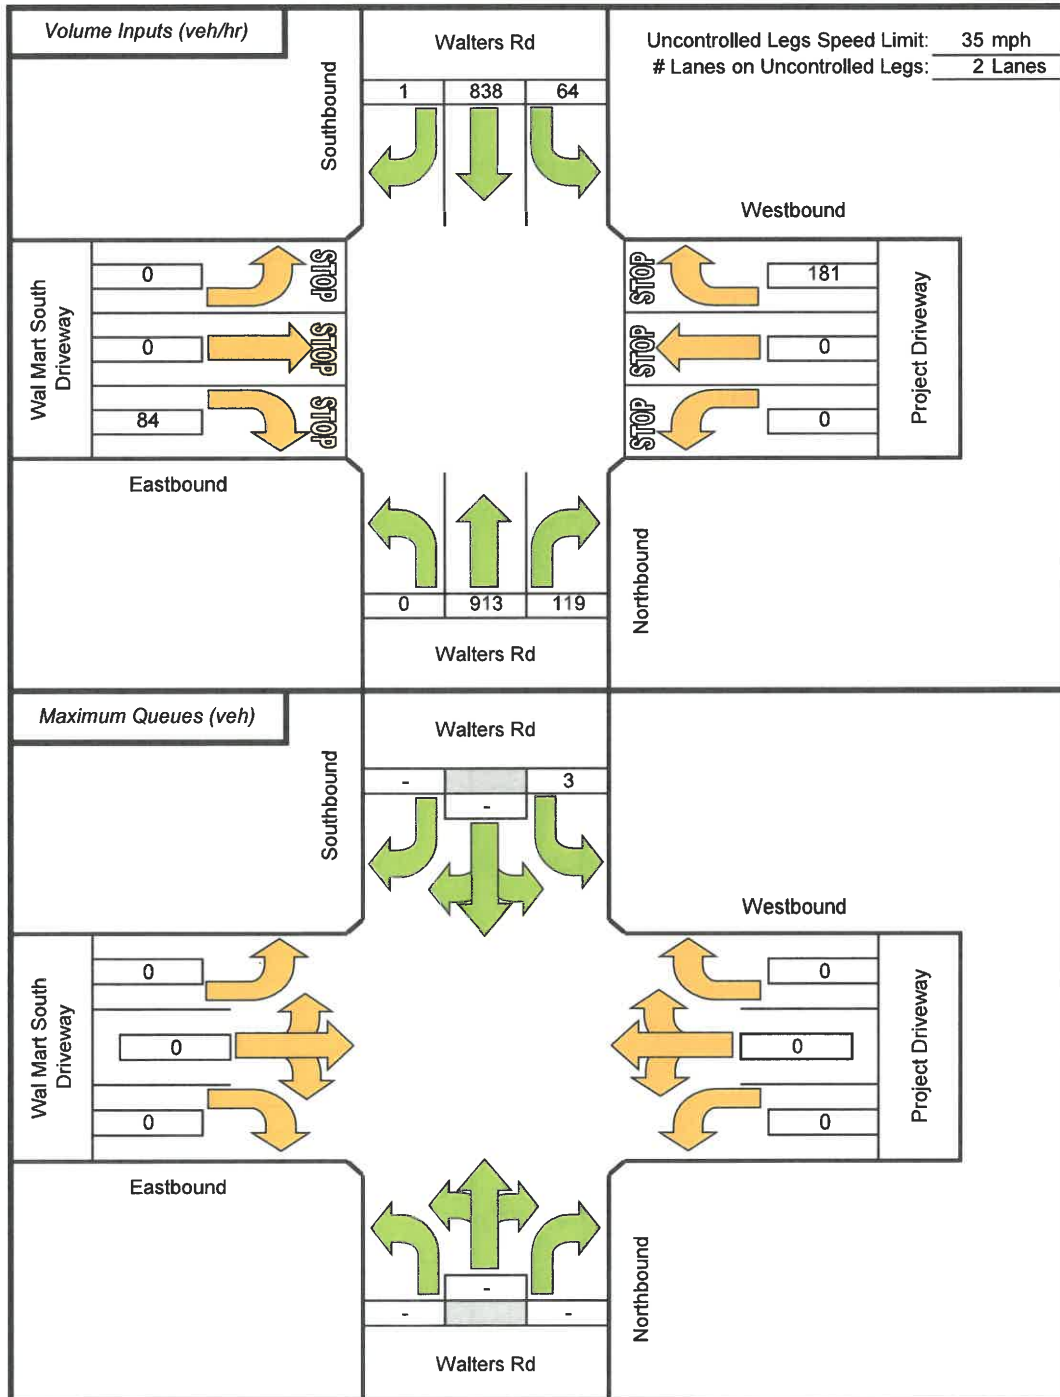 Volume Inputs (veh/hr)
Walters Rd
Uncontrolled Legs Speed Limit: 35 mph
# Lanes on Uncontrolled Legs: 2 Lanes
Southbound
1 838 64
Westbound
Wal Mart South
Driveway
0
STOP
0
STOP
84
STOP
STOP
181
STOP
0
STOP
0
Project Driveway
Eastbound
Northbound
0 913 119
Walters Rd
Maximum Queues (veh)
Walters Rd
Southbound
- 3
-
Westbound
Wal Mart South
Driveway
0
0
0
0
0
0
Project Driveway
Eastbound
Northbound
-
- -
Walters Rd